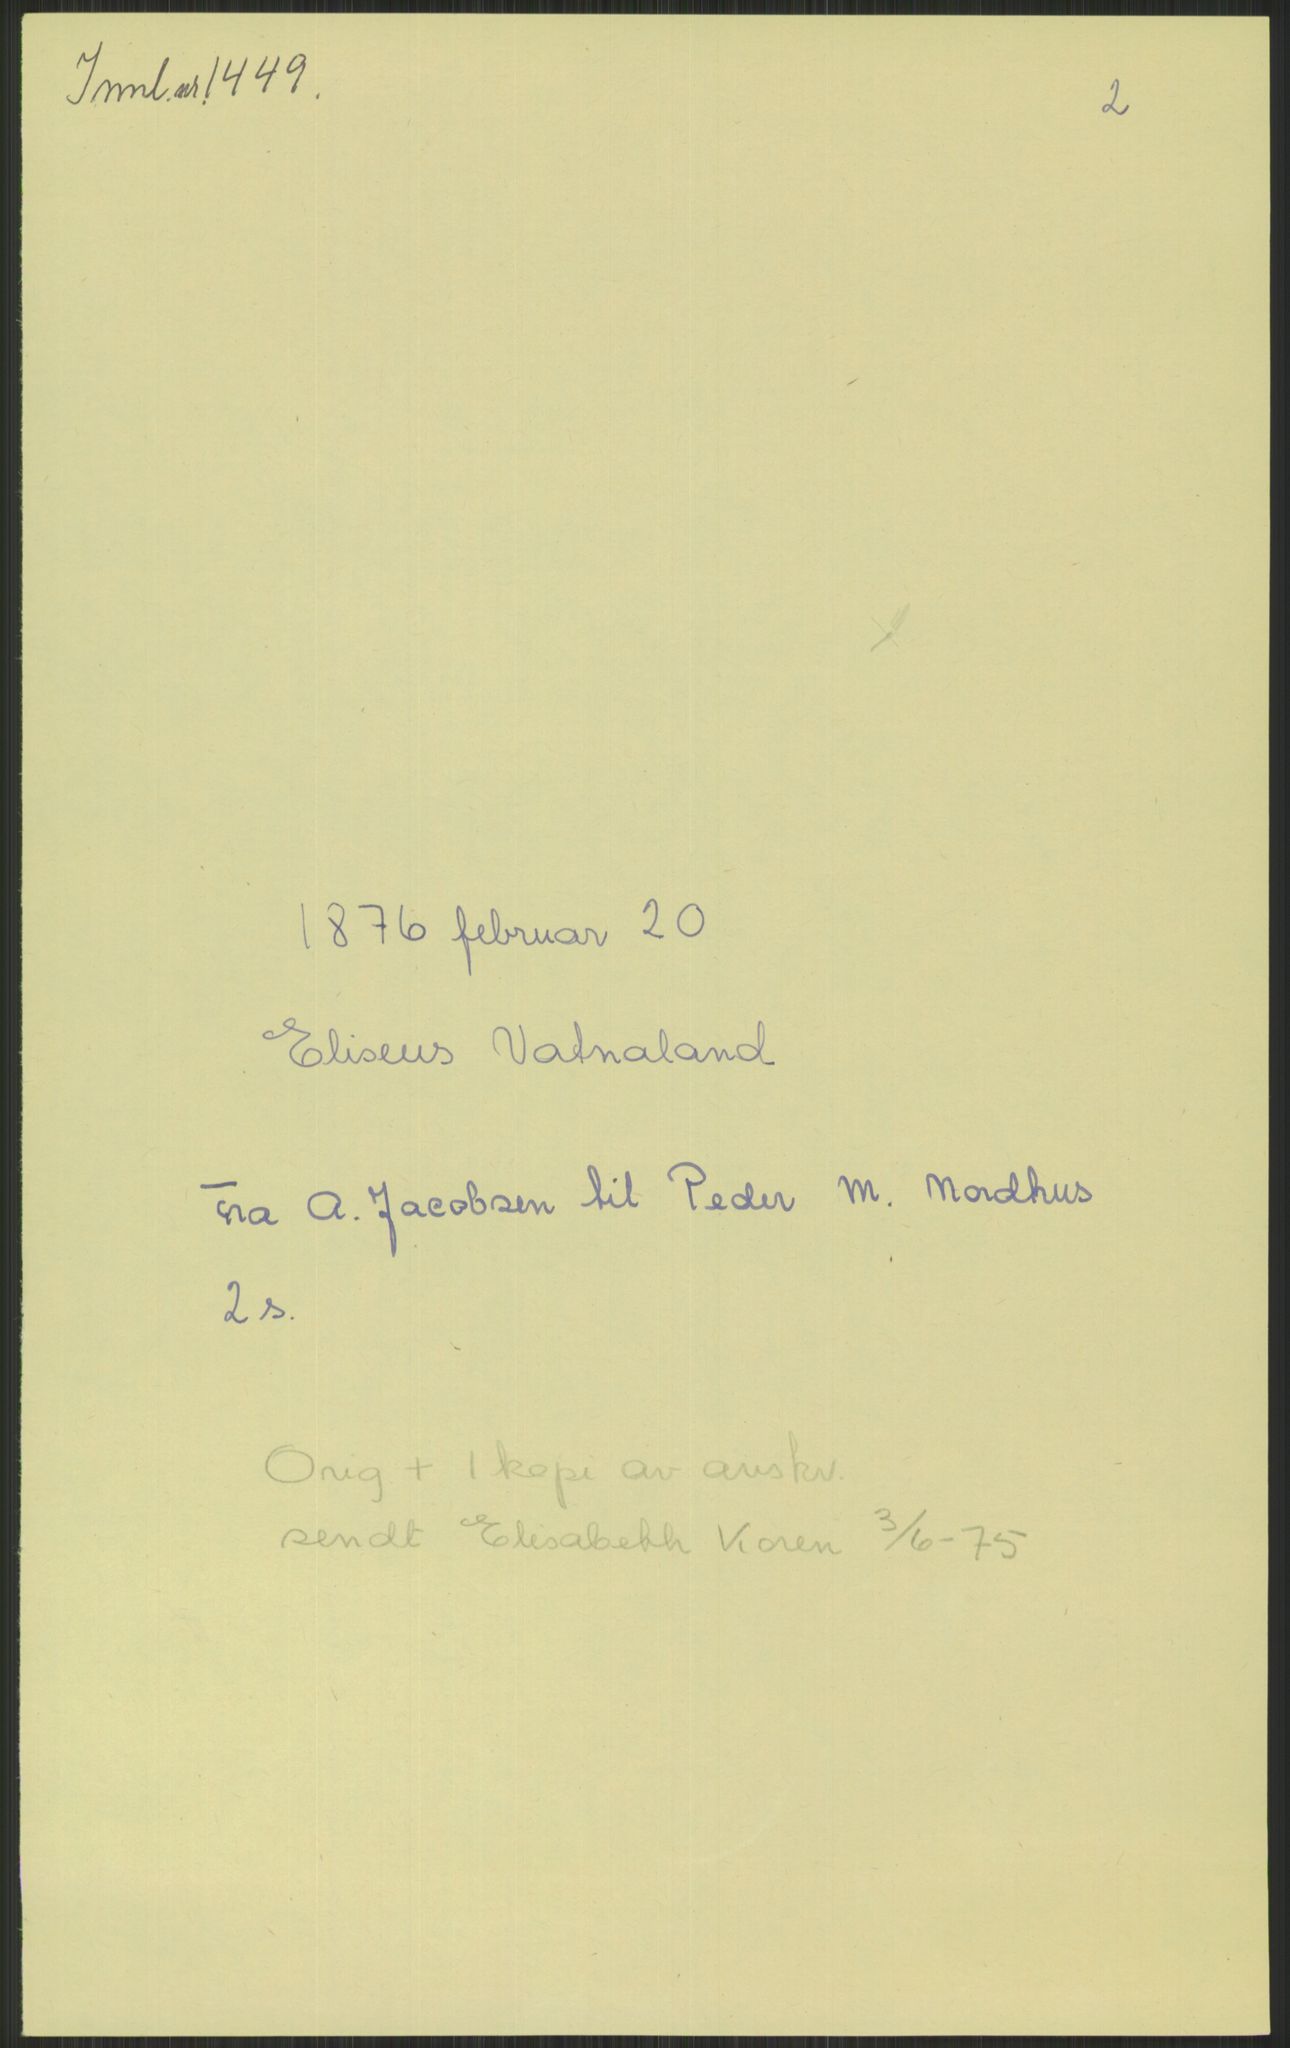 Innl.nr. 1449.
2
1876 februar 20
Eliseus Vatnaland
Fra A. Jacobsen til Peder M. Nordhus
2 s.
Orig. + 1 kopi av avskr.
sendt Elisabeth Koren 3/6-75